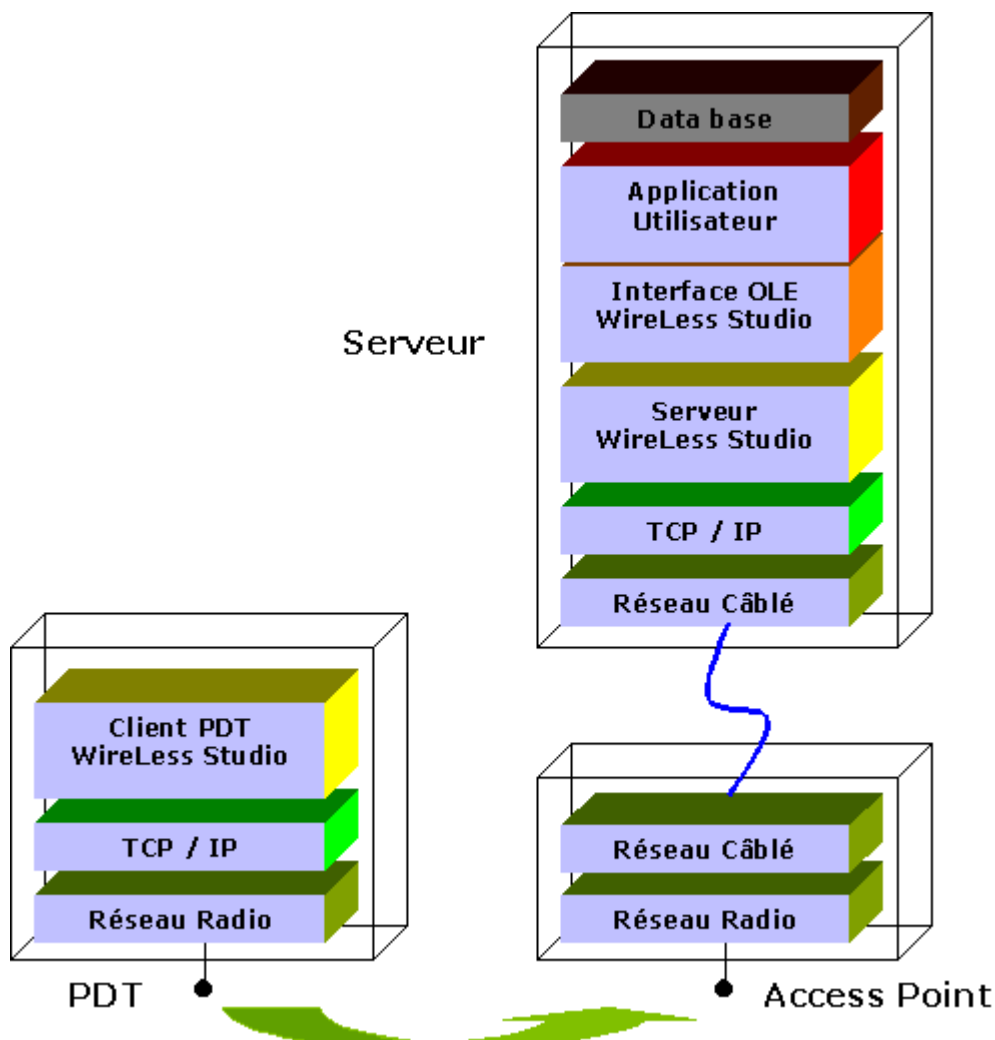 Data base
Application
Utilisateur
Interface OLE
WireLess Studio
Serveur
Serveur
WireLess Studio
TCP / IP
Réseau Câblé
Client PDT
WireLess Studio
TCP / IP
Réseau Radio
PDT
Réseau Câblé
Réseau Radio
Access Point